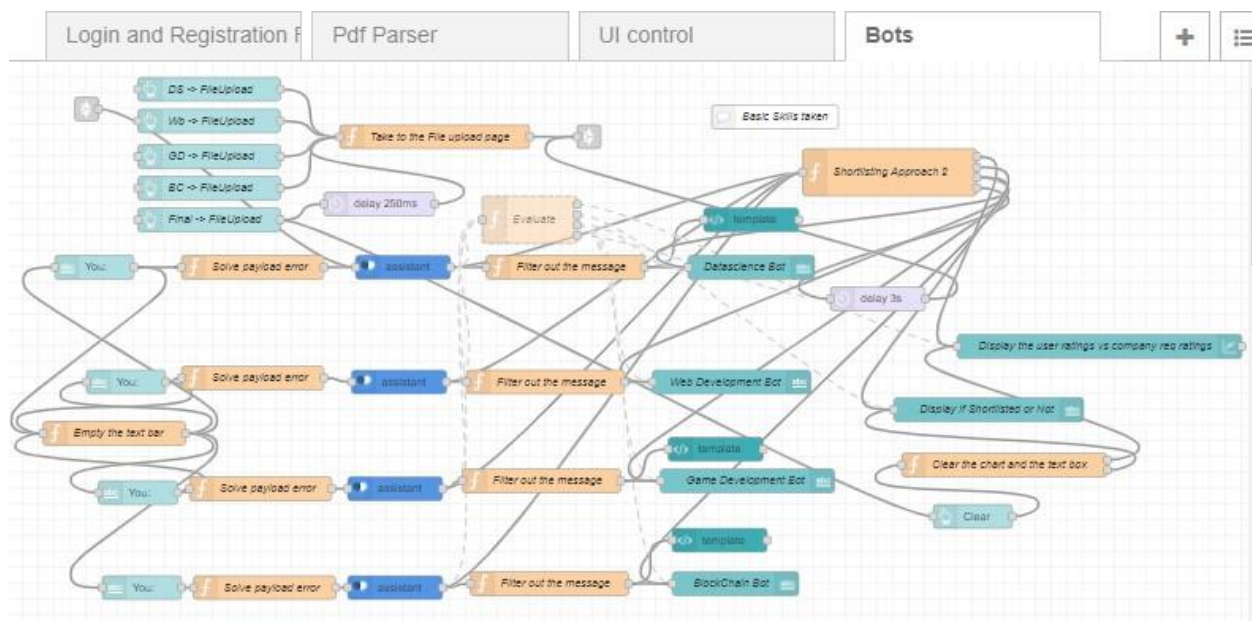 Login and Registration F
Pdf Parser
UI control
Bots
DS -> FileUpload
Wb -> FileUpload
GD -> FileUpload
BC -> FileUpload
Final -> FileUpload
Take to the File upload page
delay 250ms
Basic Skills taken
Shortlisting Approach 2
Evaluate
template
You:
Solve payload error
assistant
Filter out the message
Datascience Bot
delay 3s
Display the user ratings vs company req ratings
You:
Solve payload error
assistant
Filter out the message
Web Development Bot
Display if Shortlisted or Not
Empty the text bar
template
Clear the chart and the text box
You:
Solve payload error
assistant
Filter out the message
Game Development Bot
Clear
template
You:
Solve payload error
assistant
Filter out the message
BlockChain Bot